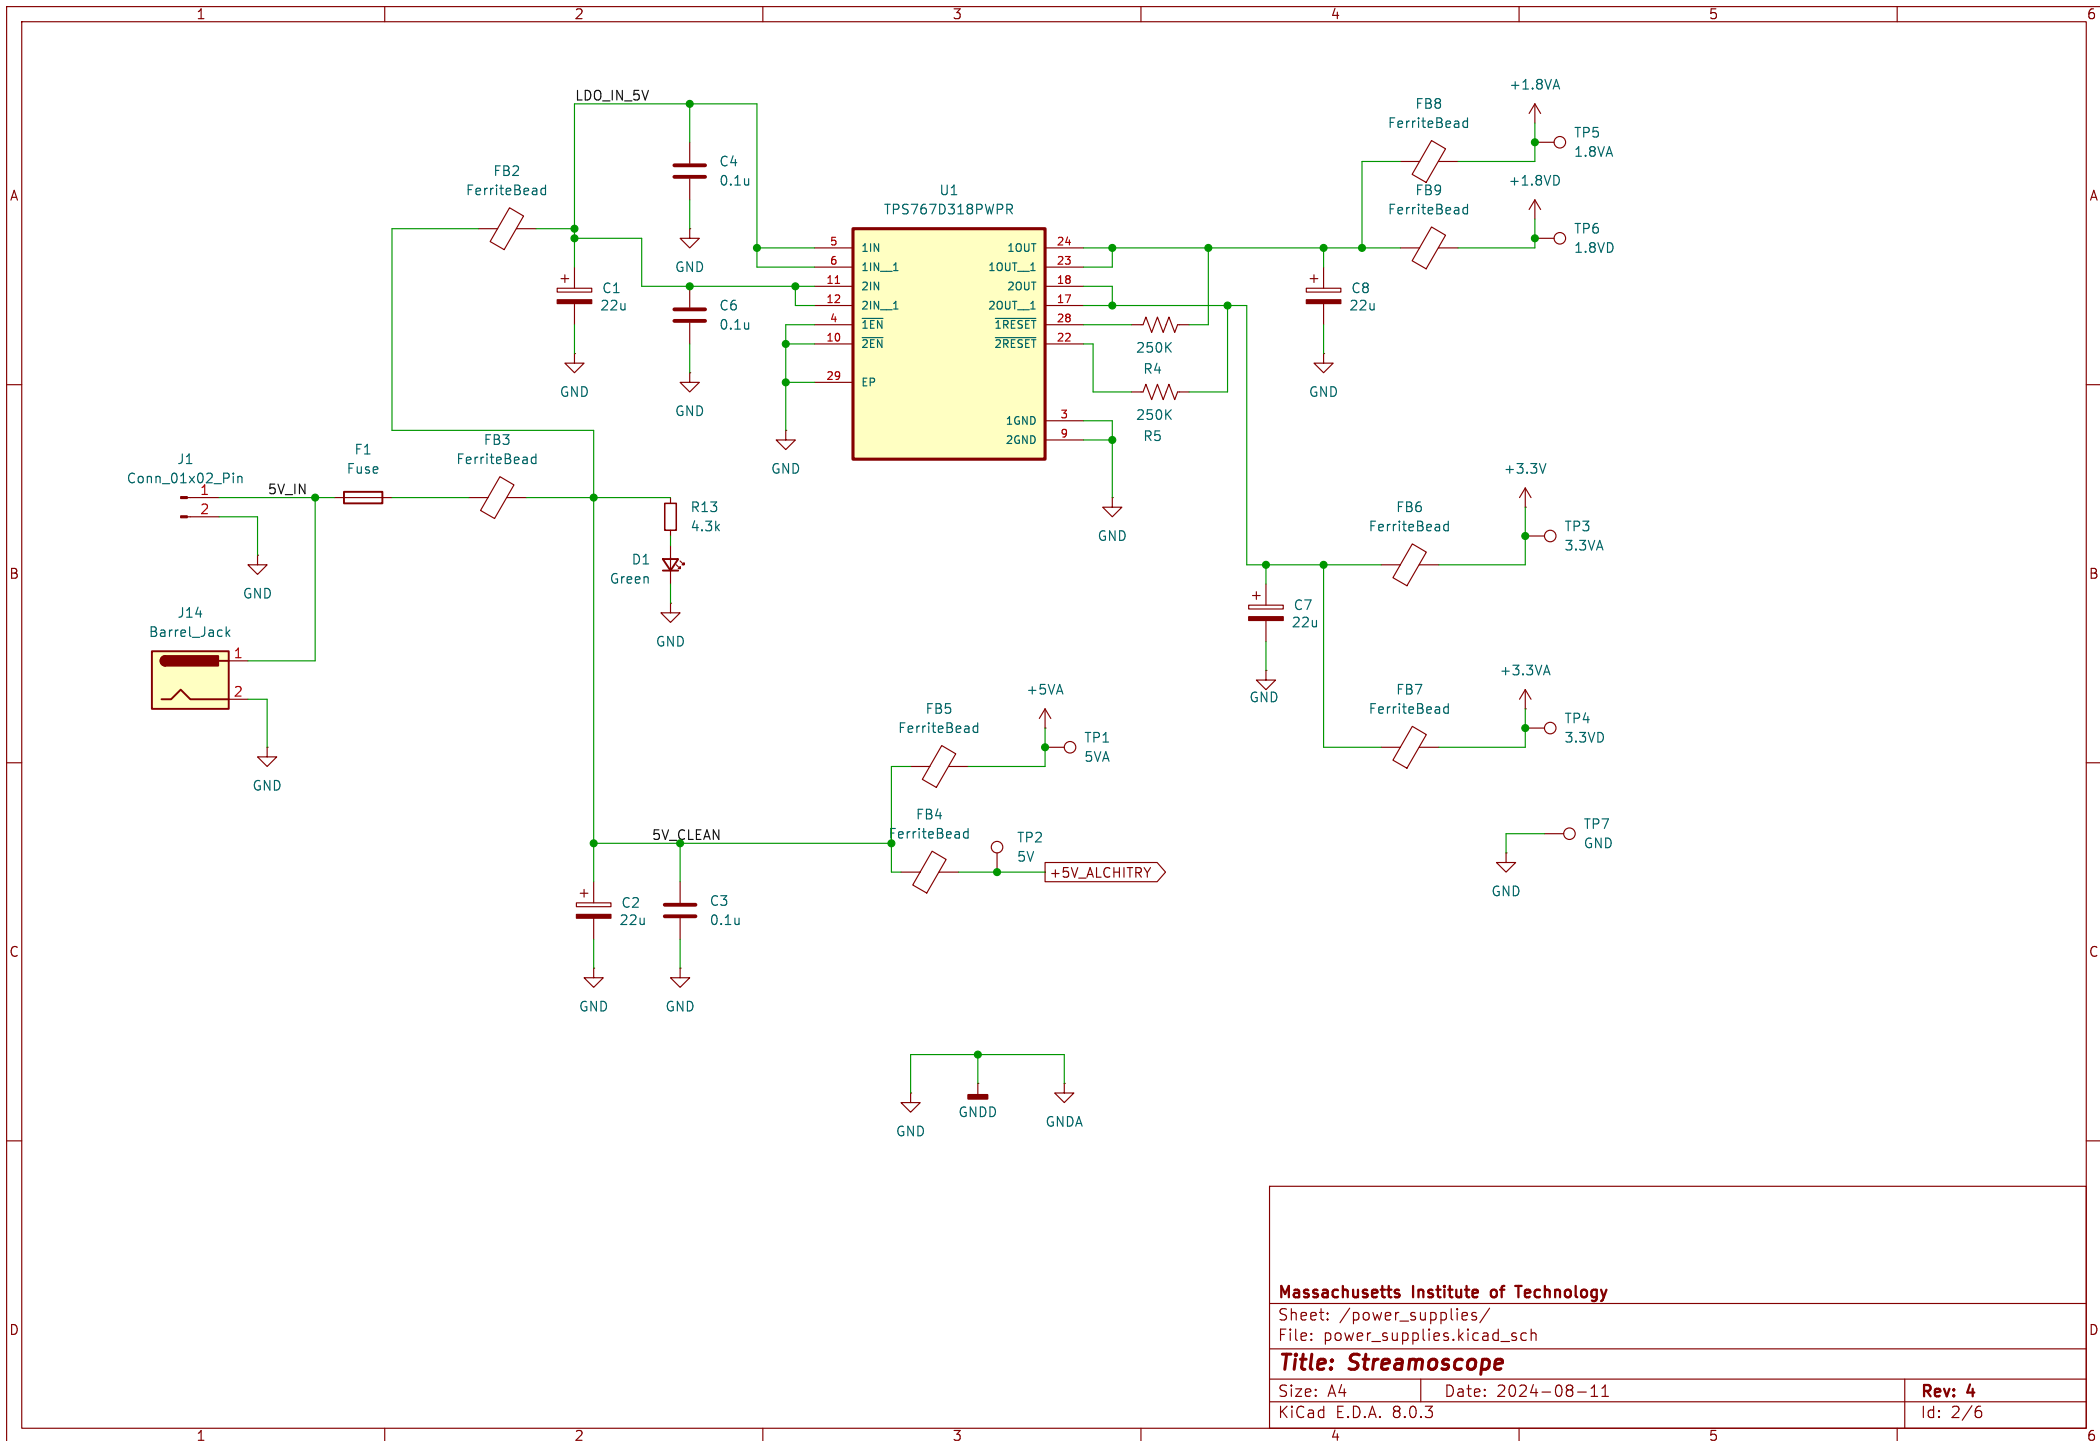 1 2 3 4 5 6
A
B
C
D
A
B
C
D
LDO_IN_5V
FB2
FerriteBead
C4
0.1u
GND
C1
22u
GND
C6
0.1u
GND
U1
TPS767D318PWPR
5 1IN
6 1IN__1
11 2IN
12 2IN_1
4 1EN
10 2EN
29 EP
1OUT 24
1OUT__1 23
2OUT 18
2OUT_1 17
1RESET 28
2RESET 22
1GND 3
2GND 9
GND
GND
250K
R4
250K
R5
+
C8
22u
GND
FB8
FerriteBead
+1.8VA
TP5
1.8VA
FB9
FerriteBead
+1.8VD
TP6
1.8VD
J1
Conn_01x02_Pin
1
2
5V_IN
GND
F1
Fuse
FB3
FerriteBead
R13
4.3k
D1
Green
GND
J14
Barrel_Jack
1
2
GND
+
C7
22u
GND
FB6
FerriteBead
+3.3V
TP3
3.3VA
FB7
FerriteBead
+3.3VA
TP4
3.3VD
TP7
GND
GND
FB5
FerriteBead
+5VA
TP1
5VA
5V_CLEAN
FB4
FerriteBead
TP2
5V
+5V_ALCHITRY
+
C2
22u
GND
C3
0.1u
GND
GND
GNDD
GNDA
Massachusetts Institute of Technology
Sheet: /power_supplies/
File: power_supplies.kicad_sch
Title: Streamoscope
Size: A4 Date: 2024-08-11 Rev: 4
KiCad E.D.A. 8.0.3 Id: 2/6
1 2 3 4 5 6